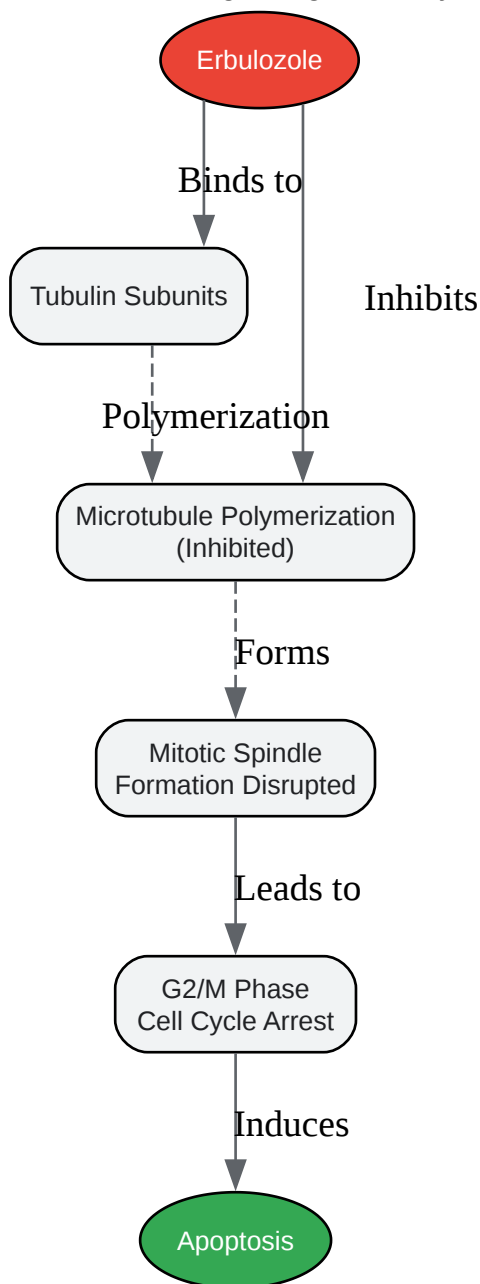 Erbulozole
Binds to
Tubulin Subunits
Inhibits
Polymerization
Microtubule Polymerization
(Inhibited)
Forms
Mitotic Spindle
Formation Disrupted
Leads to
G2/M Phase
Cell Cycle Arrest
Induces
Apoptosis